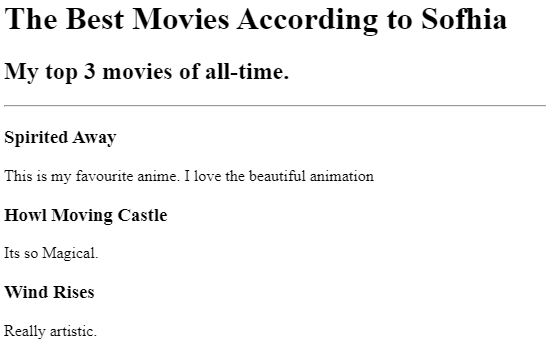 The Best Movies According to Sofhia
My top 3 movies of all-time.
Spirited Away
This is my favourite anime. I love the beautiful animation
Howl Moving Castle
Its so Magical.
Wind Rises
Really artistic.